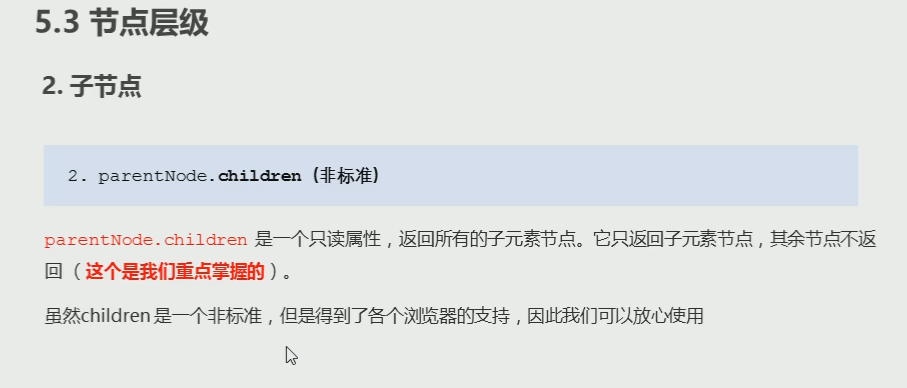 5.3 节点层级
2. 子节点
2. parentNode.children（非标准）
parentNode.children 是一个只读属性，返回所有的子元素节点。它只返回子元素节点，其余节点不返
回 （这个是我们重点掌握的）。
虽然children 是一个非标准，但是得到了各个浏览器的支持，因此我们可以放心使用